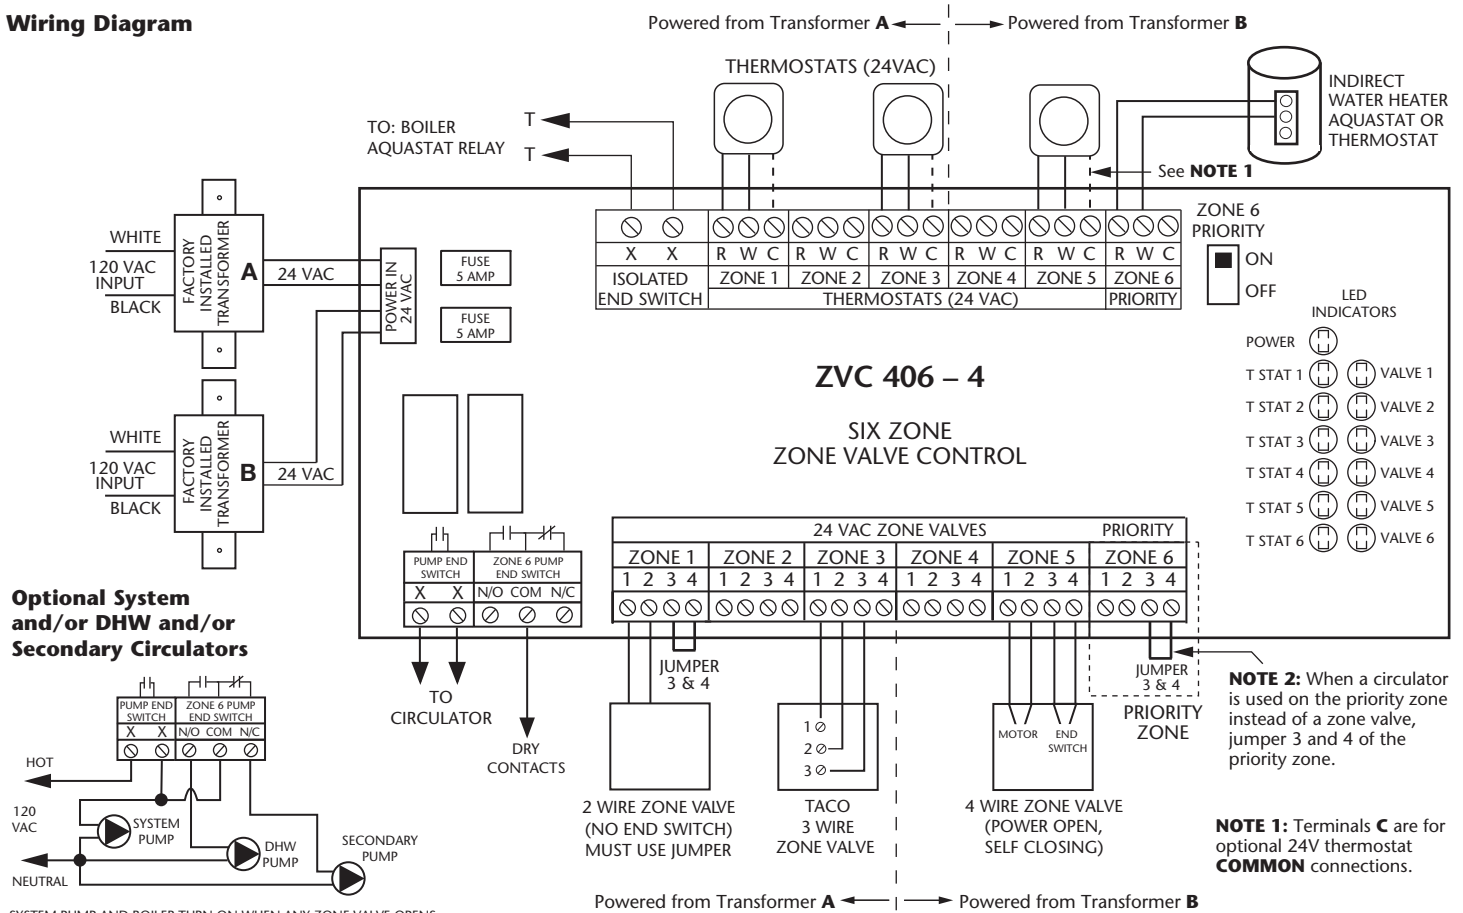 Wiring Diagram
Powered from Transformer A
Powered from Transformer B
THERMOSTATS (24VAC)
INDIRECT
WATER HEATER
AQUASTAT OR
THERMOSTAT
TO: BOILER
AQUASTAT RELAY
T
T
See NOTE 1
WHITE
120 VAC
INPUT
BLACK
FACTORY
INSTALLED
TRANSFORMER
A
24 VAC
POWER IN
24 VAC
FUSE
5 AMP
FUSE
5 AMP
X X
ISOLATED
END SWITCH
R W C R W C R W C R W C R W C R W C
ZONE 1 ZONE 2 ZONE 3 ZONE 4 ZONE 5 ZONE 6
THERMOSTATS (24 VAC) PRIORITY
ZONE 6
PRIORITY
ON
OFF
LED
INDICATORS
POWER
T STAT 1 VALVE 1
T STAT 2 VALVE 2
T STAT 3 VALVE 3
T STAT 4 VALVE 4
T STAT 5 VALVE 5
T STAT 6 VALVE 6
ZVC 406 – 4
SIX ZONE
ZONE VALVE CONTROL
WHITE
120 VAC
INPUT
BLACK
FACTORY
INSTALLED
TRANSFORMER
B
24 VAC
24 VAC ZONE VALVES PRIORITY
ZONE 1 ZONE 2 ZONE 3 ZONE 4 ZONE 5 ZONE 6
1 2 3 4 1 2 3 4 1 2 3 4 1 2 3 4 1 2 3 4 1 2 3 4
PUMP END
SWITCH
X X
ZONE 6 PUMP
END SWITCH
N/O COM N/C
TO
CIRCULATOR
DRY
CONTACTS
JUMPER
3 & 4
2 WIRE ZONE VALVE
(NO END SWITCH)
MUST USE JUMPER
1
2
3
TACO
3 WIRE
ZONE VALVE
MOTOR
END
SWITCH
4 WIRE ZONE VALVE
(POWER OPEN,
SELF CLOSING)
JUMPER
3 & 4
PRIORITY
ZONE
NOTE 2: When a circulator
is used on the priority zone
instead of a zone valve,
jumper 3 and 4 of the
priority zone.
NOTE 1: Terminals C are for
optional 24V thermostat
COMMON connections.
Optional System
and/or DHW and/or
Secondary Circulators
PUMP END
SWITCH
X X
ZONE 6 PUMP
END SWITCH
N/O COM N/C
HOT
120
VAC
NEUTRAL
SYSTEM
PUMP
DHW
PUMP
SECONDARY
PUMP
Powered from Transformer A
Powered from Transformer B
SYSTEM PUMP AND BOILER TURN ON WHEN ANY ZONE VALVE OPENS